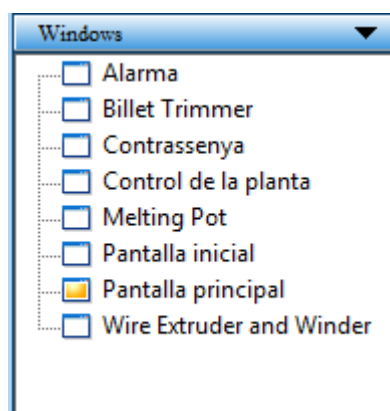 Windows
Alarma
Billet Trimmer
Contrassenya
Control de la planta
Melting Pot
Pantalla inicial
Pantalla principal
Wire Extruder and Winder